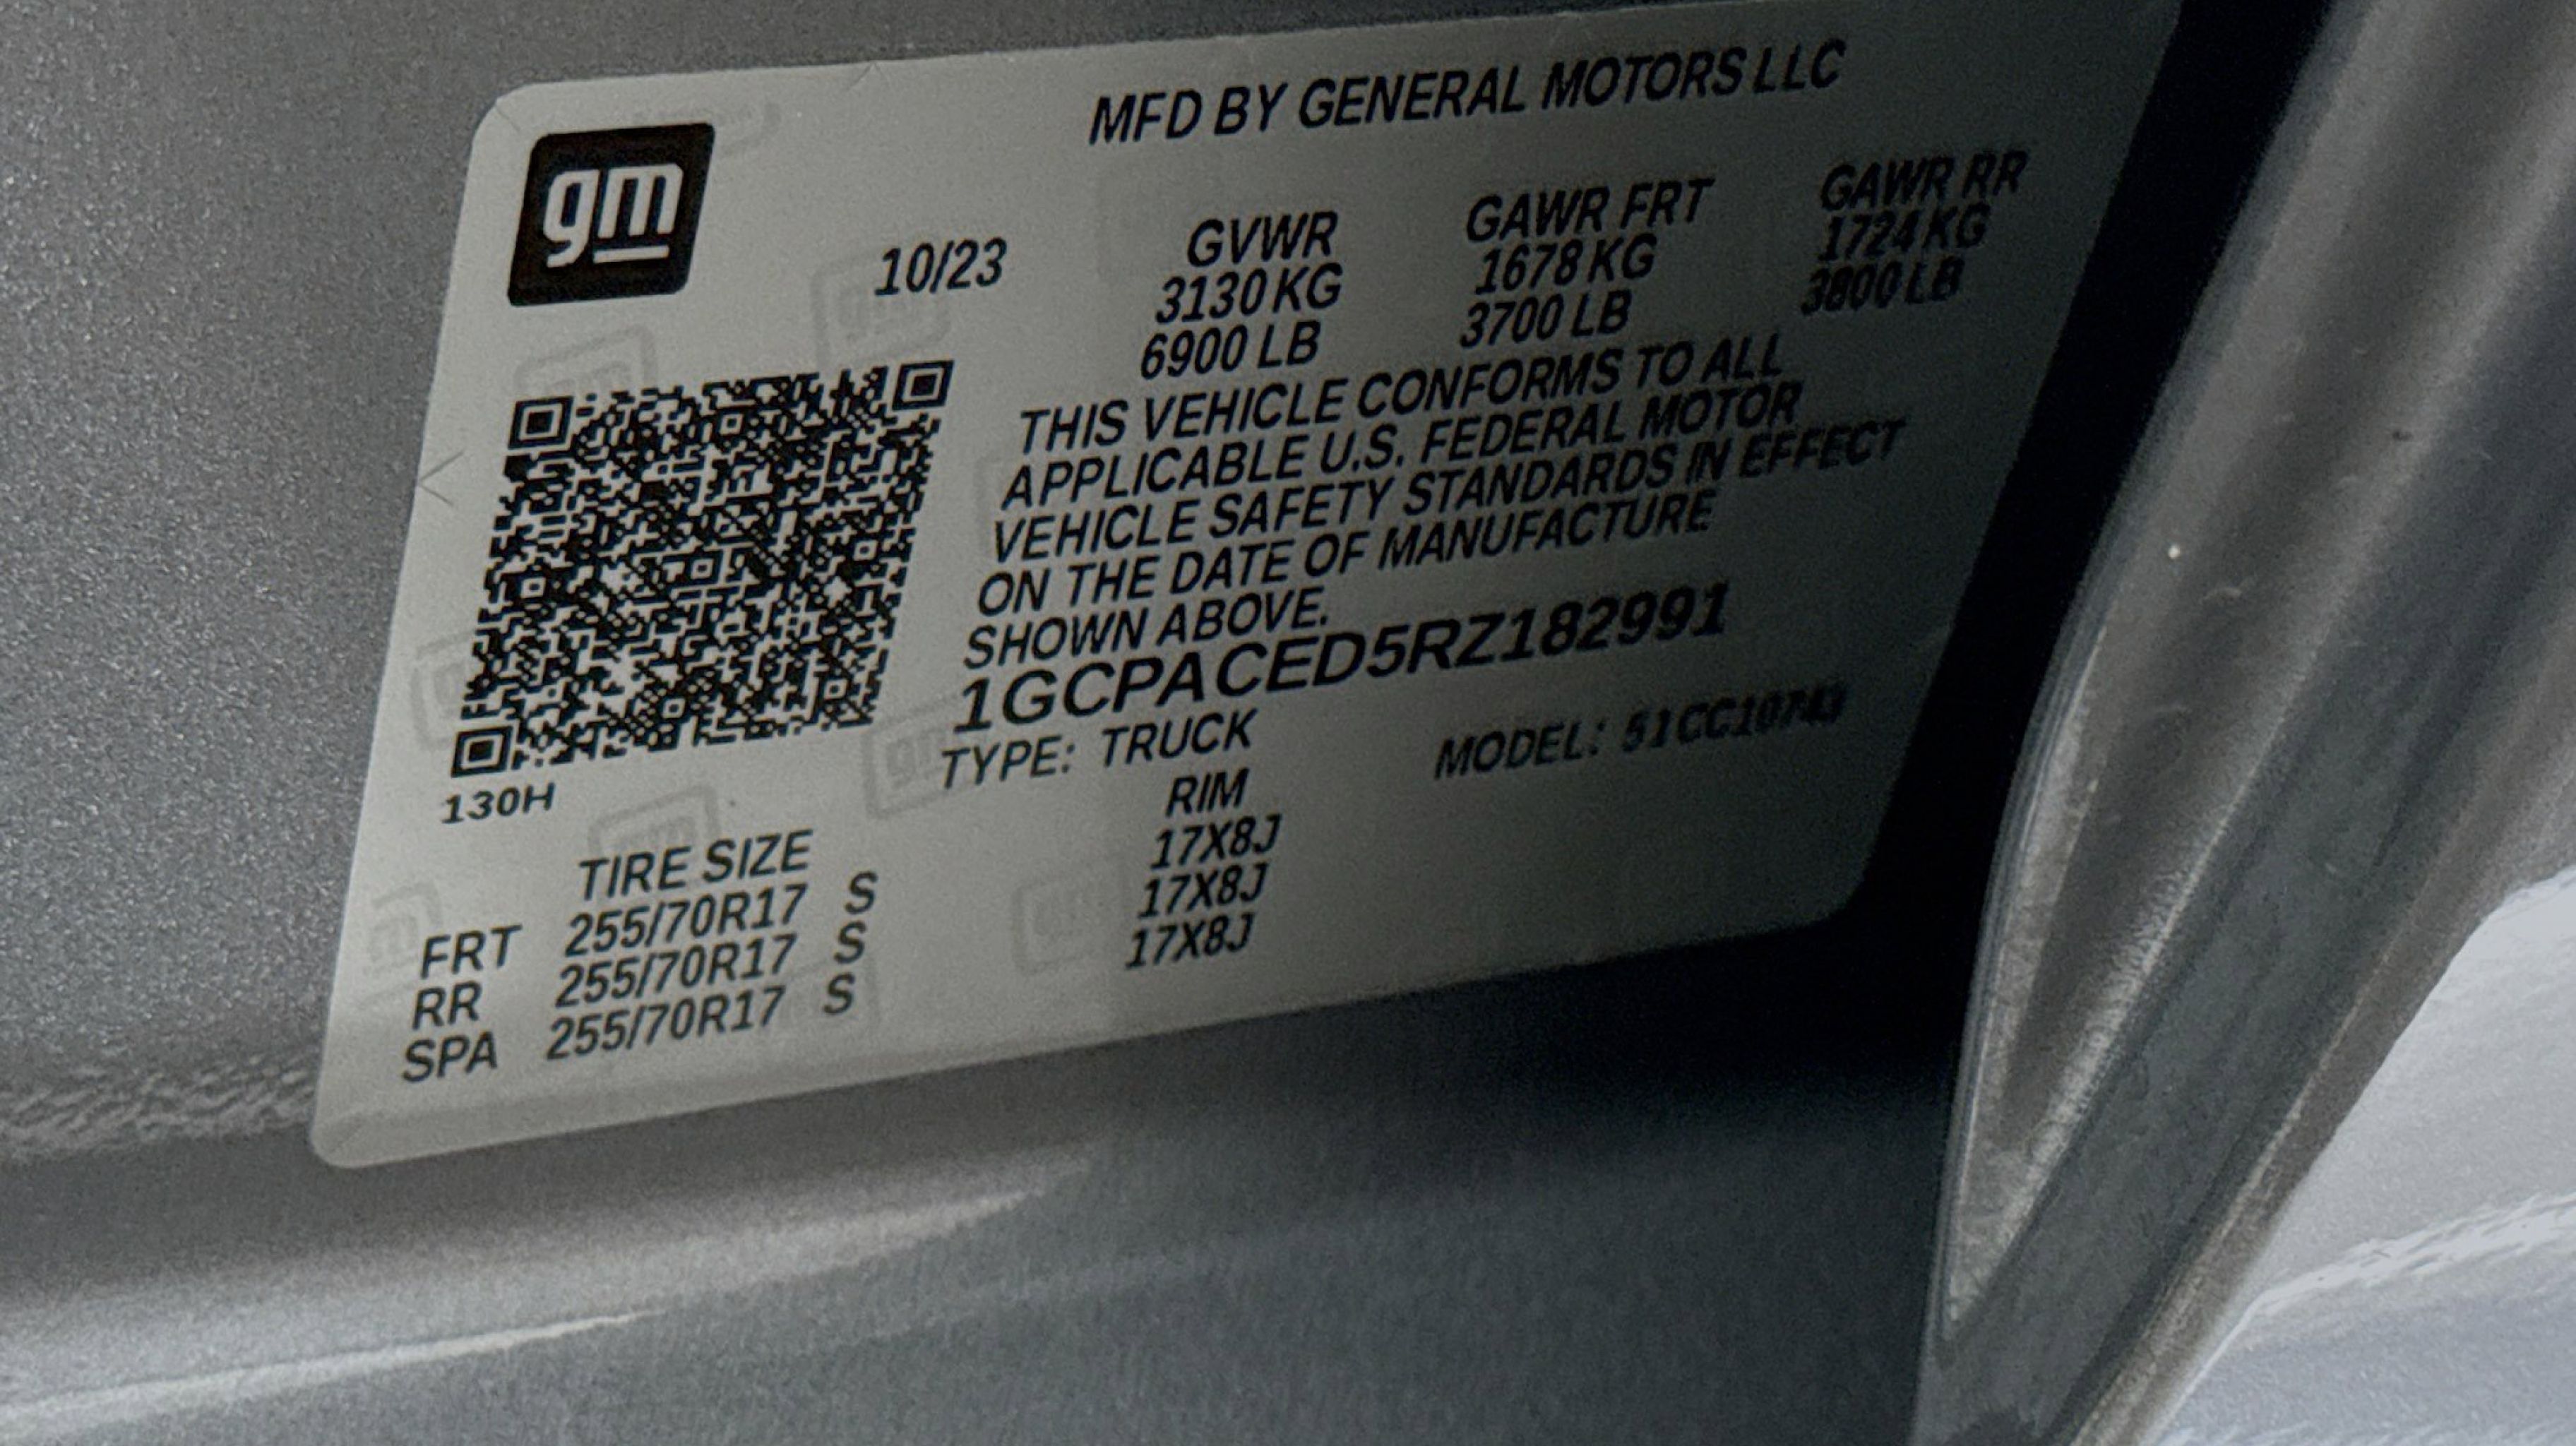 gm
MFD BY GENERAL MOTORS LLC
10/23
GVWR GAWR FRT GAWR RR
3130 KG 1678 KG 1724 KG
6900 LB 3700 LB 3800 LB
THIS VEHICLE CONFORMS TO ALL
APPLICABLE U.S. FEDERAL MOTOR
VEHICLE SAFETY STANDARDS IN EFFECT
ON THE DATE OF MANUFACTURE
SHOWN ABOVE.
1GCPACED5RZ182991
TYPE: TRUCK MODEL: 51CC10743
130H
TIRE SIZE RIM
FRT 255/70R17 S 17X8J
RR 255/70R17 S 17X8J
SPA 255/70R17 S 17X8J